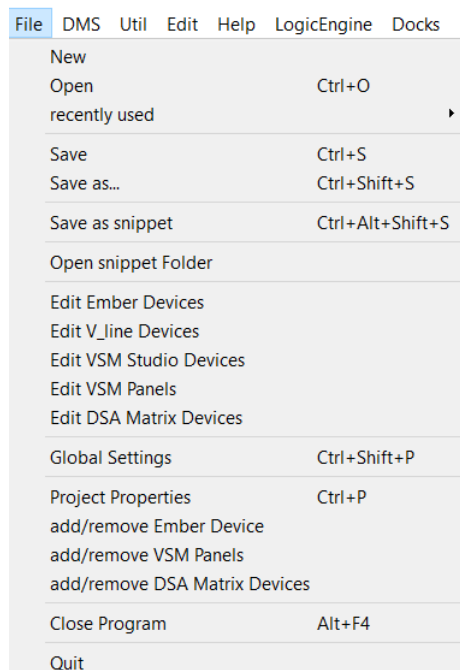 File DMS Util Edit Help LogicEngine Docks
New
Open Ctrl+O
recently used
Save Ctrl+S
Save as... Ctrl+Shift+S
Save as snippet Ctrl+Alt+Shift+S
Open snippet Folder
Edit Ember Devices
Edit V_line Devices
Edit VSM Studio Devices
Edit VSM Panels
Edit DSA Matrix Devices
Global Settings Ctrl+Shift+P
Project Properties Ctrl+P
add/remove Ember Device
add/remove VSM Panels
add/remove DSA Matrix Devices
Close Program Alt+F4
Quit